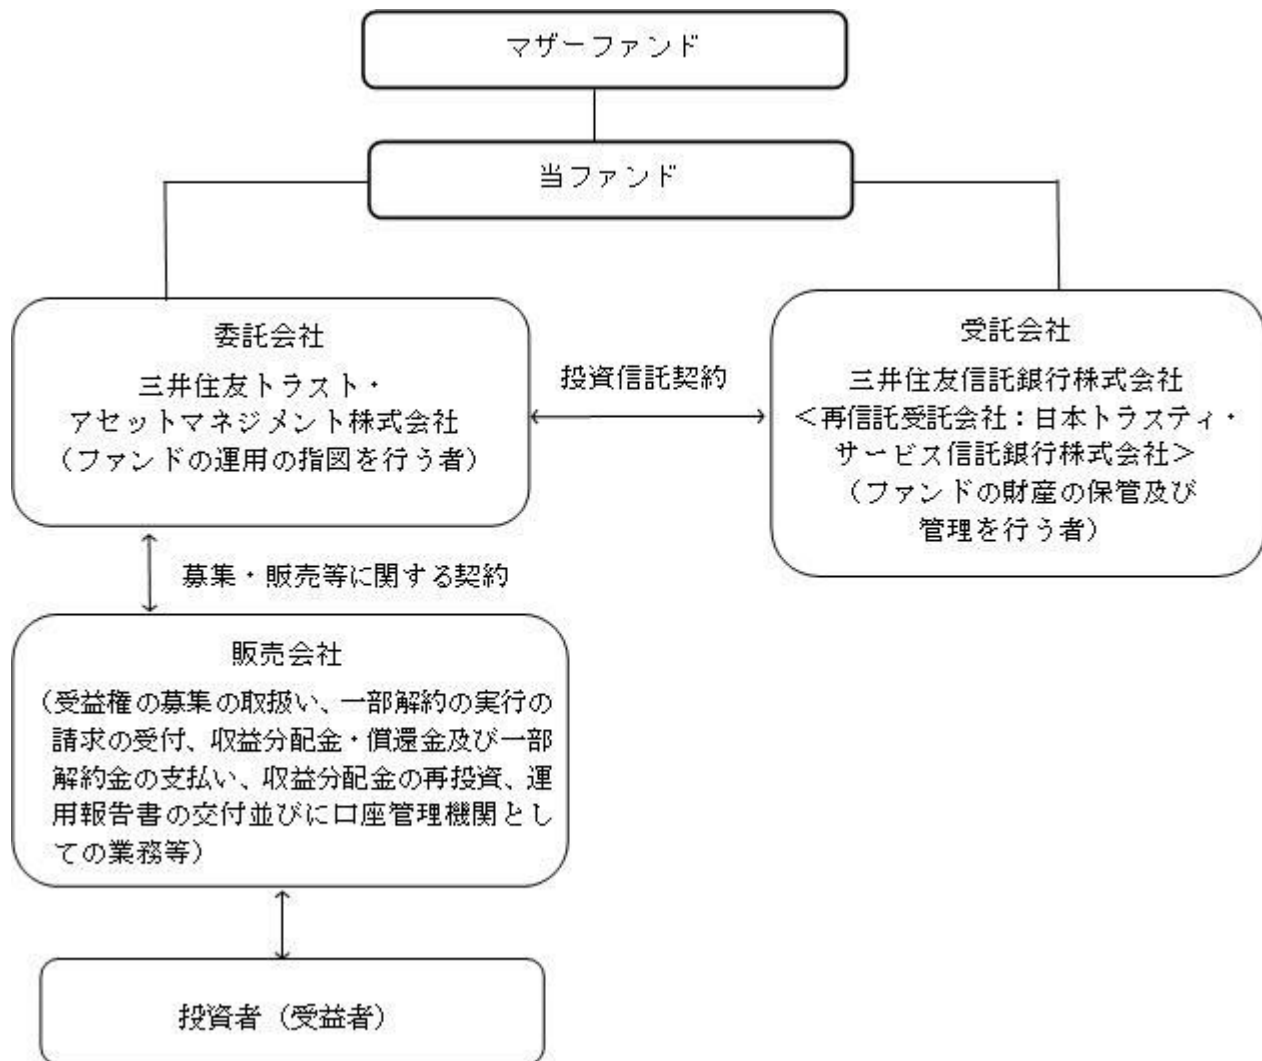 マザーファンド
当ファンド
委託会社
三井住友トラスト・
アセットマネジメント株式会社
（ファンドの運用の指図を行う者）
投資信託契約
受託会社
三井住友信託銀行株式会社
＜再信託受託会社：日本トラスティ・
サービス信託銀行株式会社＞
（ファンドの財産の保管及び
管理を行う者）
募集・販売等に関する契約
販売会社
（受益権の募集の取扱い、一部解約の実行の
請求の受付、収益分配金・償還金及び一部
解約金の支払い、収益分配金の再投資、運
用報告書の交付並びに口座管理機関とし
ての業務等）
投資者（受益者）